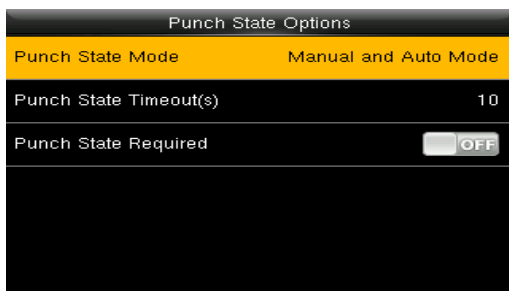 Punch State Options
Punch State Mode Manual and Auto Mode
Punch State Timeout(s) 10
Punch State Required OFF